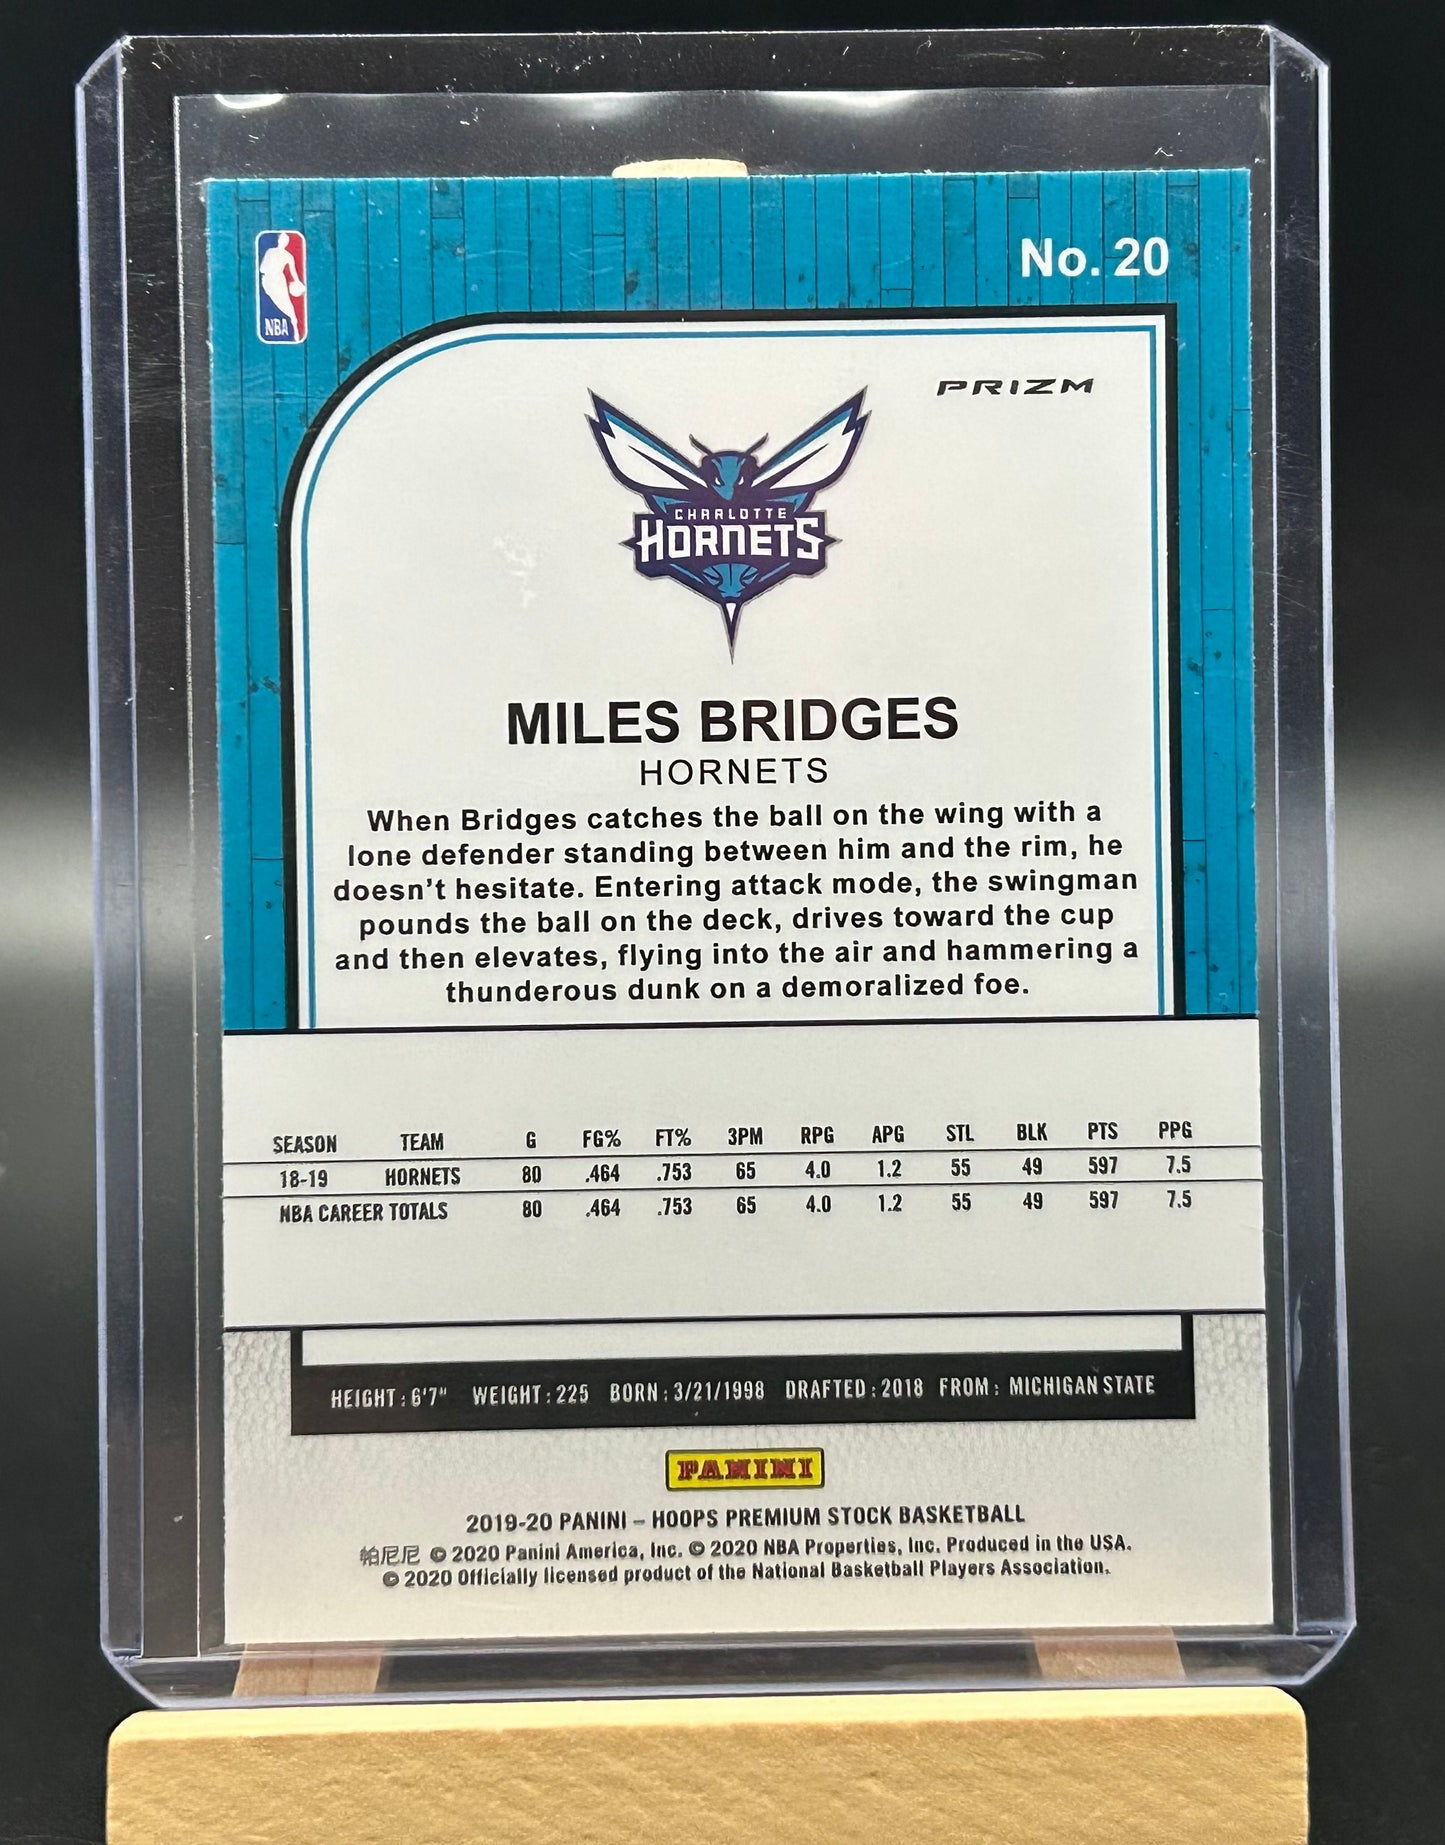 No. 20
NBA
PRIZM
CHARLOTTE
HORNETS
MILES BRIDGES
HORNETS
When Bridges catches the ball on the wing with a
lone defender standing between him and the rim, he
doesn't hesitate. Entering attack mode, the swingman
pounds the ball on the deck, drives toward the cup
and then elevates, flying into the air and hammering a
thunderous dunk on a demoralized foe.
SEASON TEAM G FG% FT% 3PM RPG APG STL BLK PTS PPG
18-19 HORNETS 80 .464 .753 65 4.0 1.2 55 49 597 7.5
NBA CAREER TOTALS 80 .464 .753 65 4.0 1.2 55 49 597 7.5
HEIGHT: 6'7" WEIGHT: 225 BORN: 3/21/1998 DRAFTED: 2018 FROM: MICHIGAN STATE
PANINI
2019-20 PANINI – HOOPS PREMIUM STOCK BASKETBALL
帕尼尼 © 2020 Panini America, Inc. © 2020 NBA Properties, Inc. Produced in the USA.
© 2020 Officially licensed product of the National Basketball Players Association.